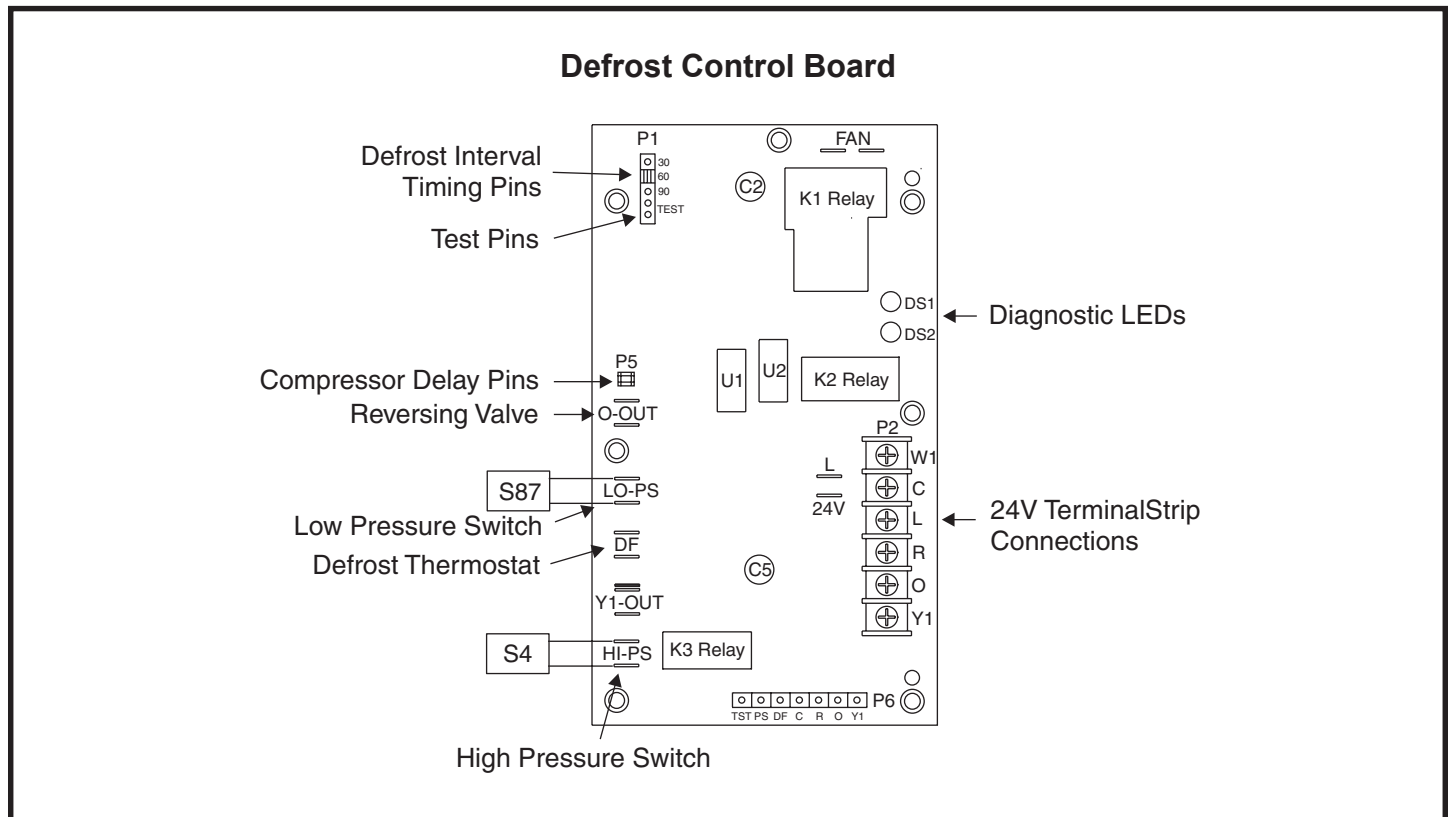 Defrost Control Board
P1
FAN
Defrost Interval
Timing Pins
30
60
90
TEST
C2
K1 Relay
Test Pins
DS1
DS2
Diagnostic LEDs
P5
U1
U2
K2 Relay
Compressor Delay Pins
Reversing Valve
O-OUT
P2
W1
C
L
R
O
Y1
L
24V
24V TerminalStrip
Connections
S87
LO-PS
Low Pressure Switch
DF
Defrost Thermostat
C5
Y1-OUT
S4
HI-PS
K3 Relay
P6
TST PS DF C R O Y1
High Pressure Switch